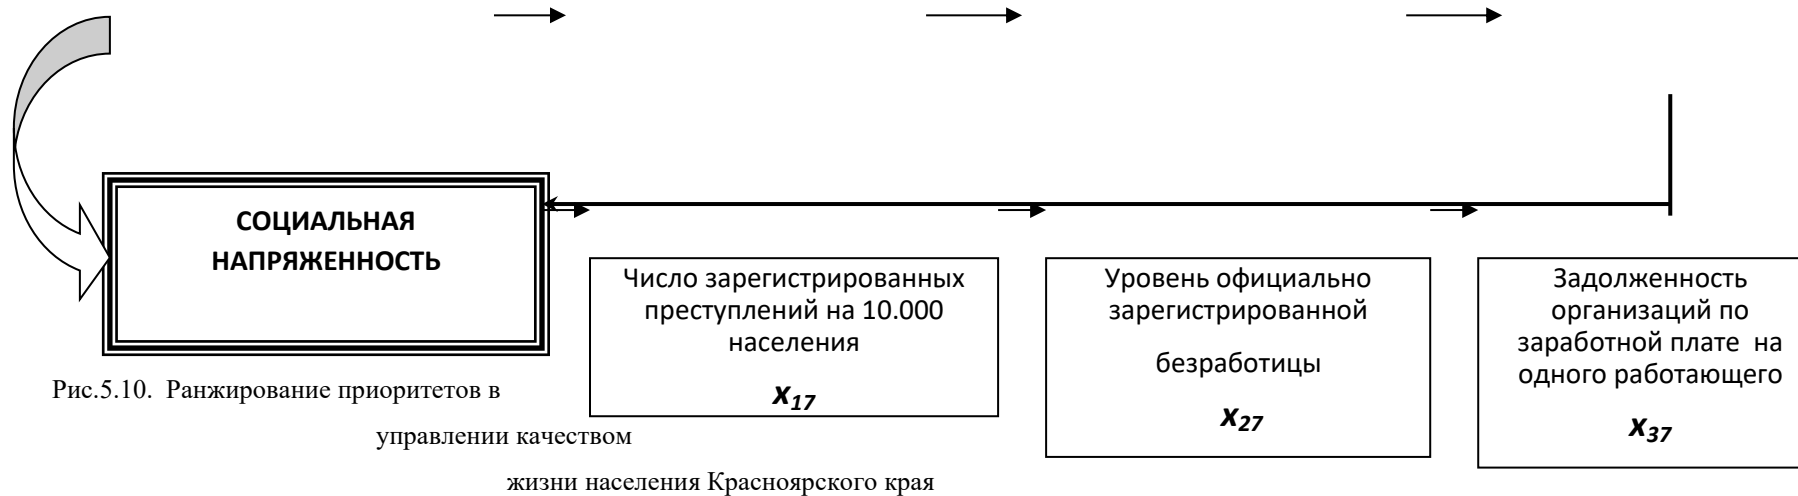 СОЦИАЛЬНАЯ
НАПРЯЖЕННОСТЬ
Число зарегистрированных
преступлений на 10.000
населения
x17
Уровень официально
зарегистрированной
безработицы
x27
Задолженность
организаций по
заработной плате на
одного работающего
x37
Рис.5.10. Ранжирование приоритетов в
управлении качеством
жизни населения Красноярского края